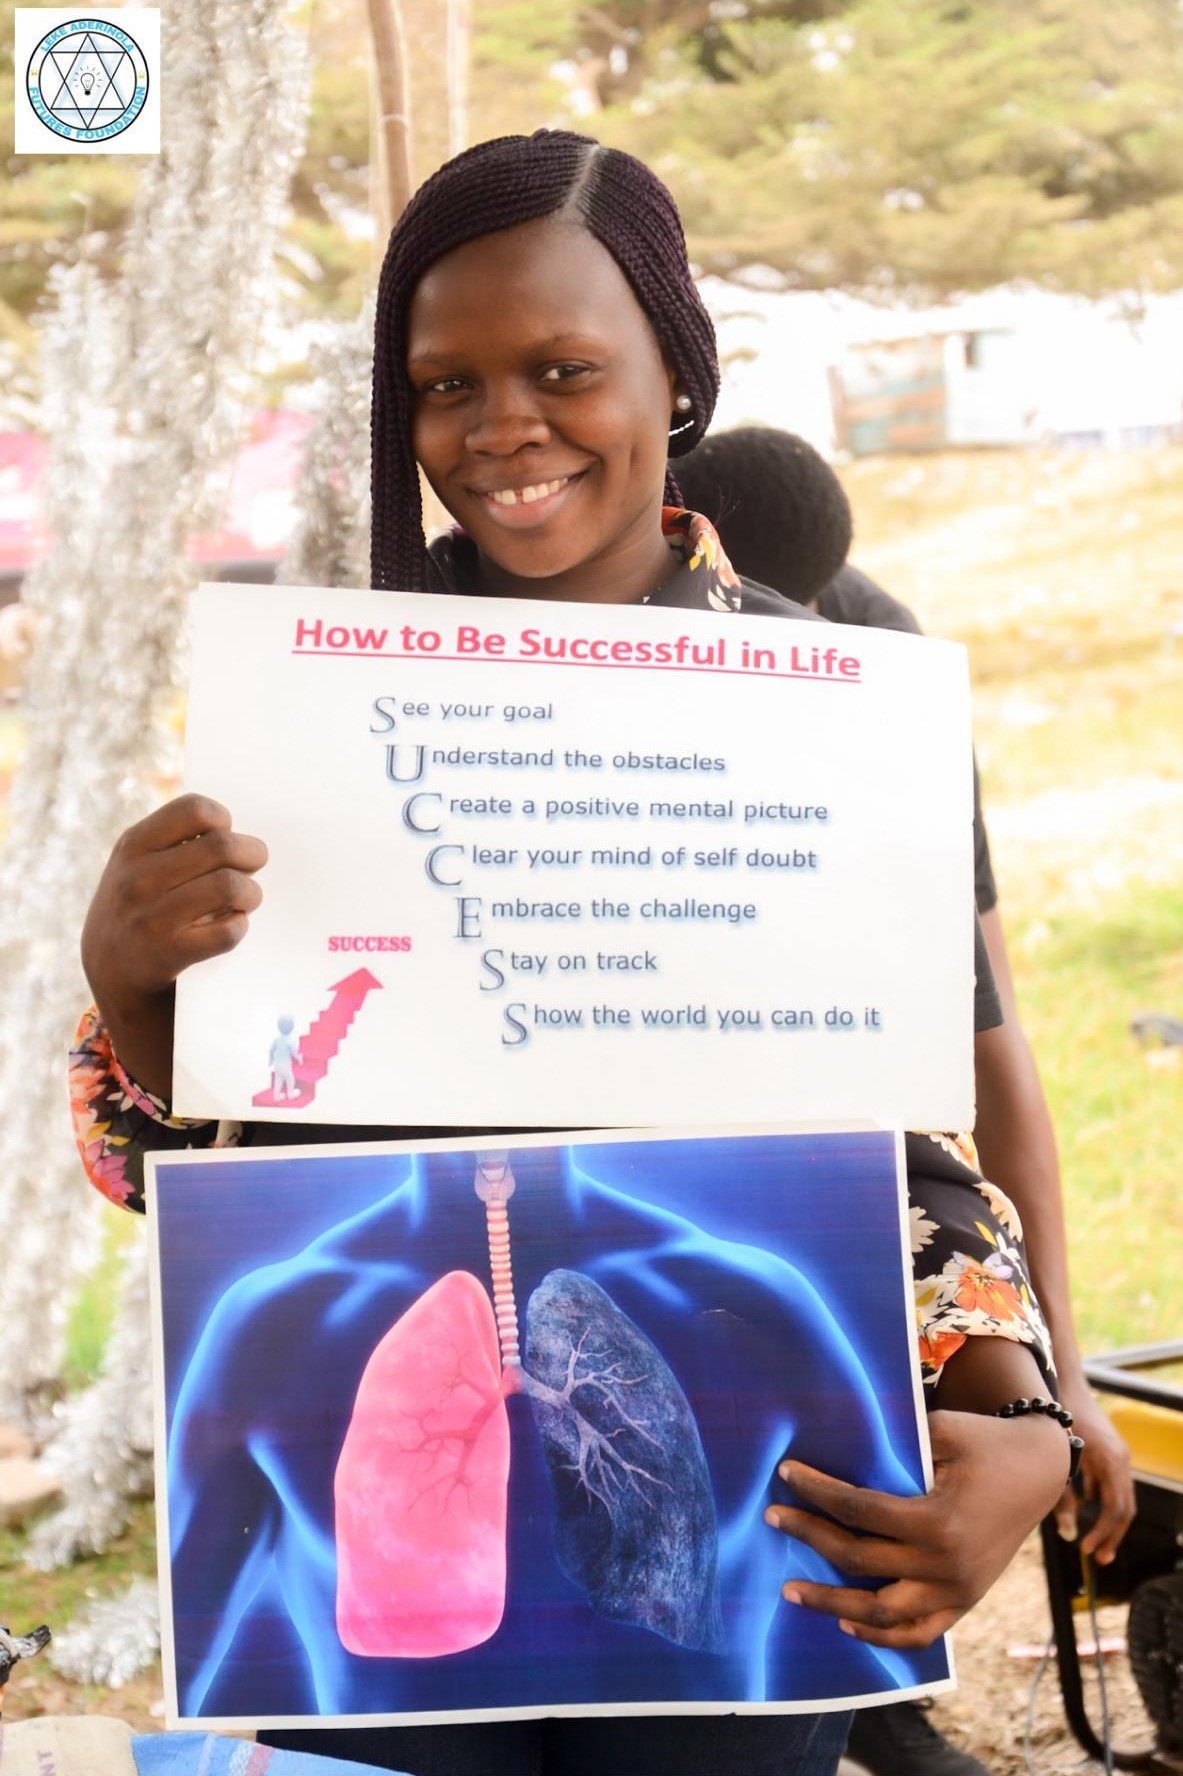 LEKE ADERINOLA
FUTURES FOUNDATION
How to Be Successful in Life
See your goal
Understand the obstacles
Create a positive mental picture
Clear your mind of self doubt
Embrace the challenge
Stay on track
Show the world you can do it
SUCCESS